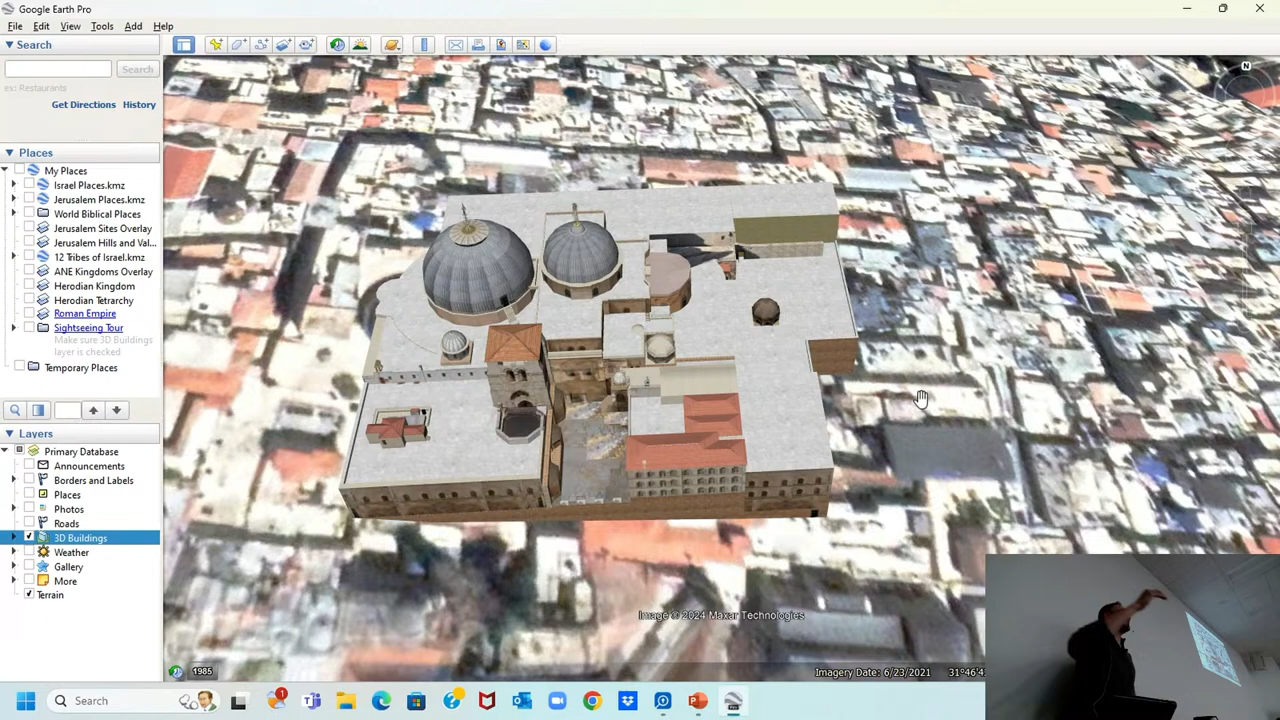 Google Earth Pro
File Edit View Tools Add Help
Search
Search
ex: Restaurants
Get Directions History
Places
My Places
Israel Places.kmz
Jerusalem Places.kmz
World Biblical Places
Jerusalem Sites Overlay
Jerusalem Hills and Val...
12 Tribes of Israel.kmz
ANE Kingdoms Overlay
Herodian Kingdom
Herodian Tetrarchy
Roman Empire
Sightseeing Tour
Make sure 3D Buildings
layer is checked
Temporary Places
Layers
Primary Database
Announcements
Borders and Labels
Places
Photos
Roads
3D Buildings
Weather
Gallery
More
Terrain
N
Image © 2024 Maxar Technologies
1985
Imagery Date: 6/23/2021 31°46'4
Search
1